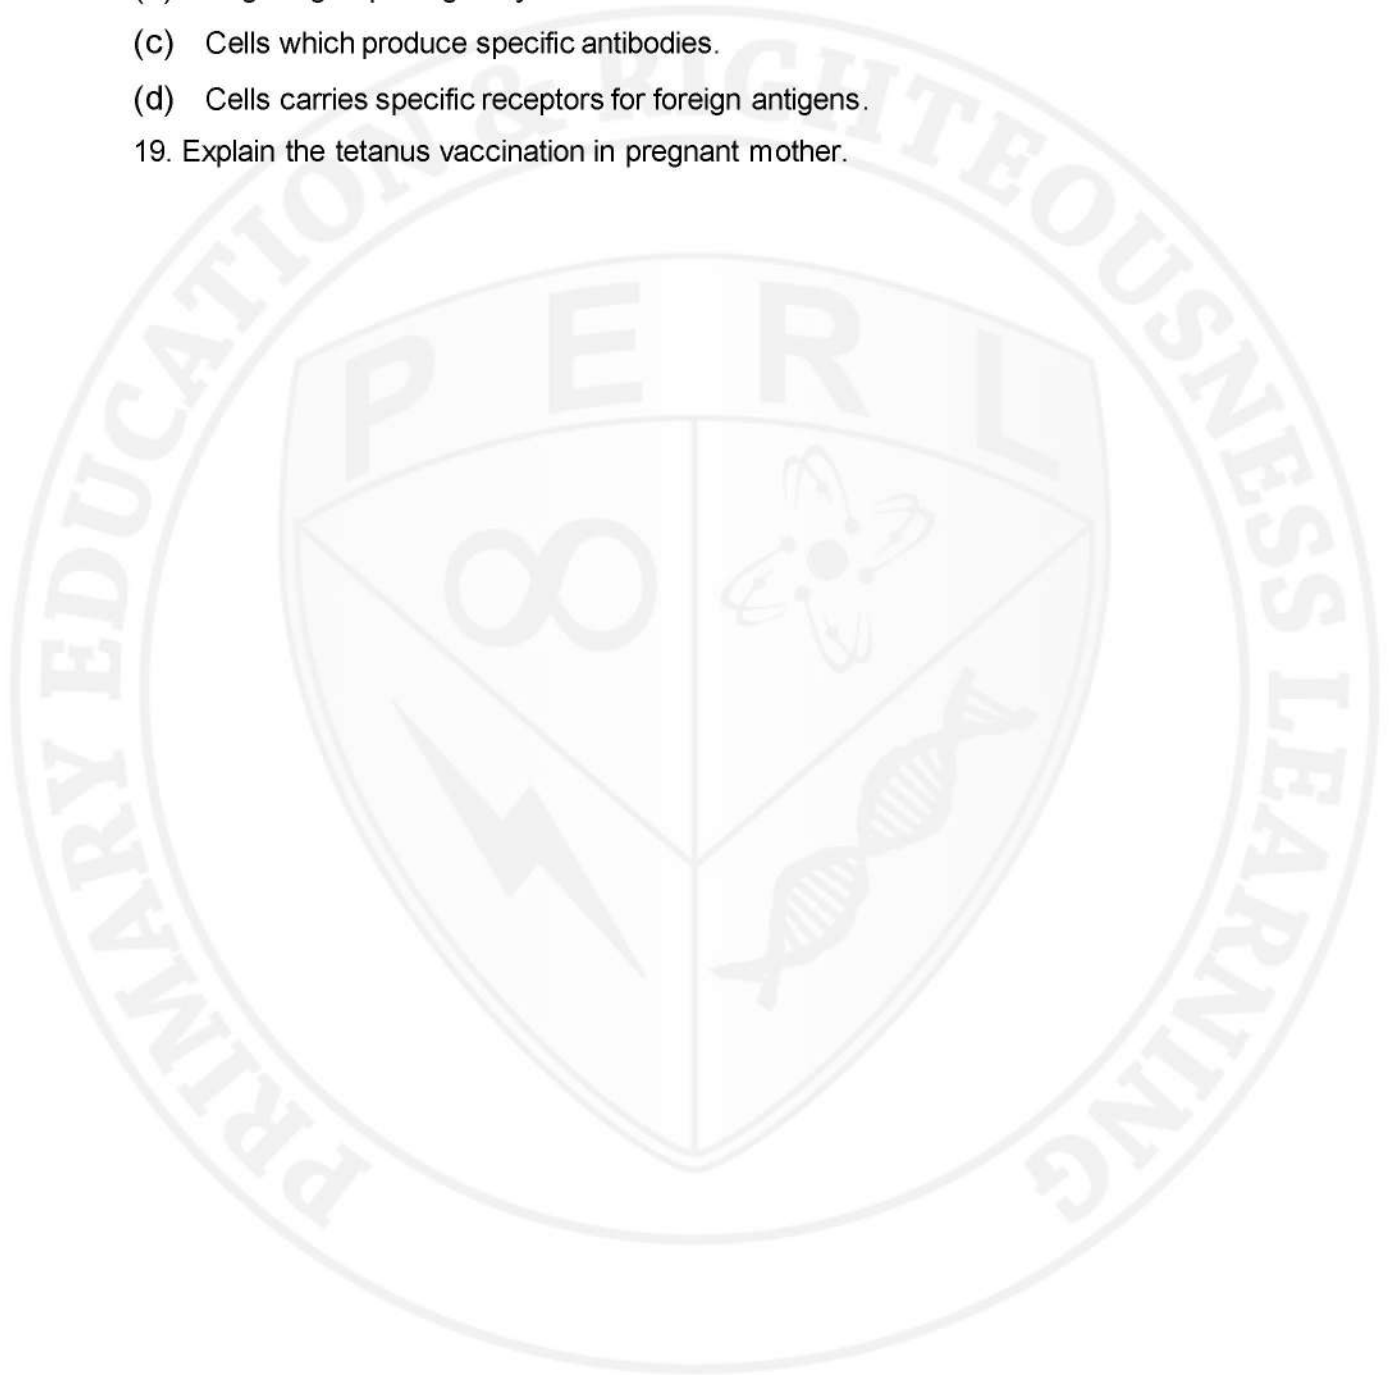 (c) Cells which produce specific antibodies.
(d) Cells carries specific receptors for foreign antigens.
19. Explain the tetanus vaccination in pregnant mother.
PRIMARY EDUCATION & RIGHTEOUSNESS LEARNING
P E R L